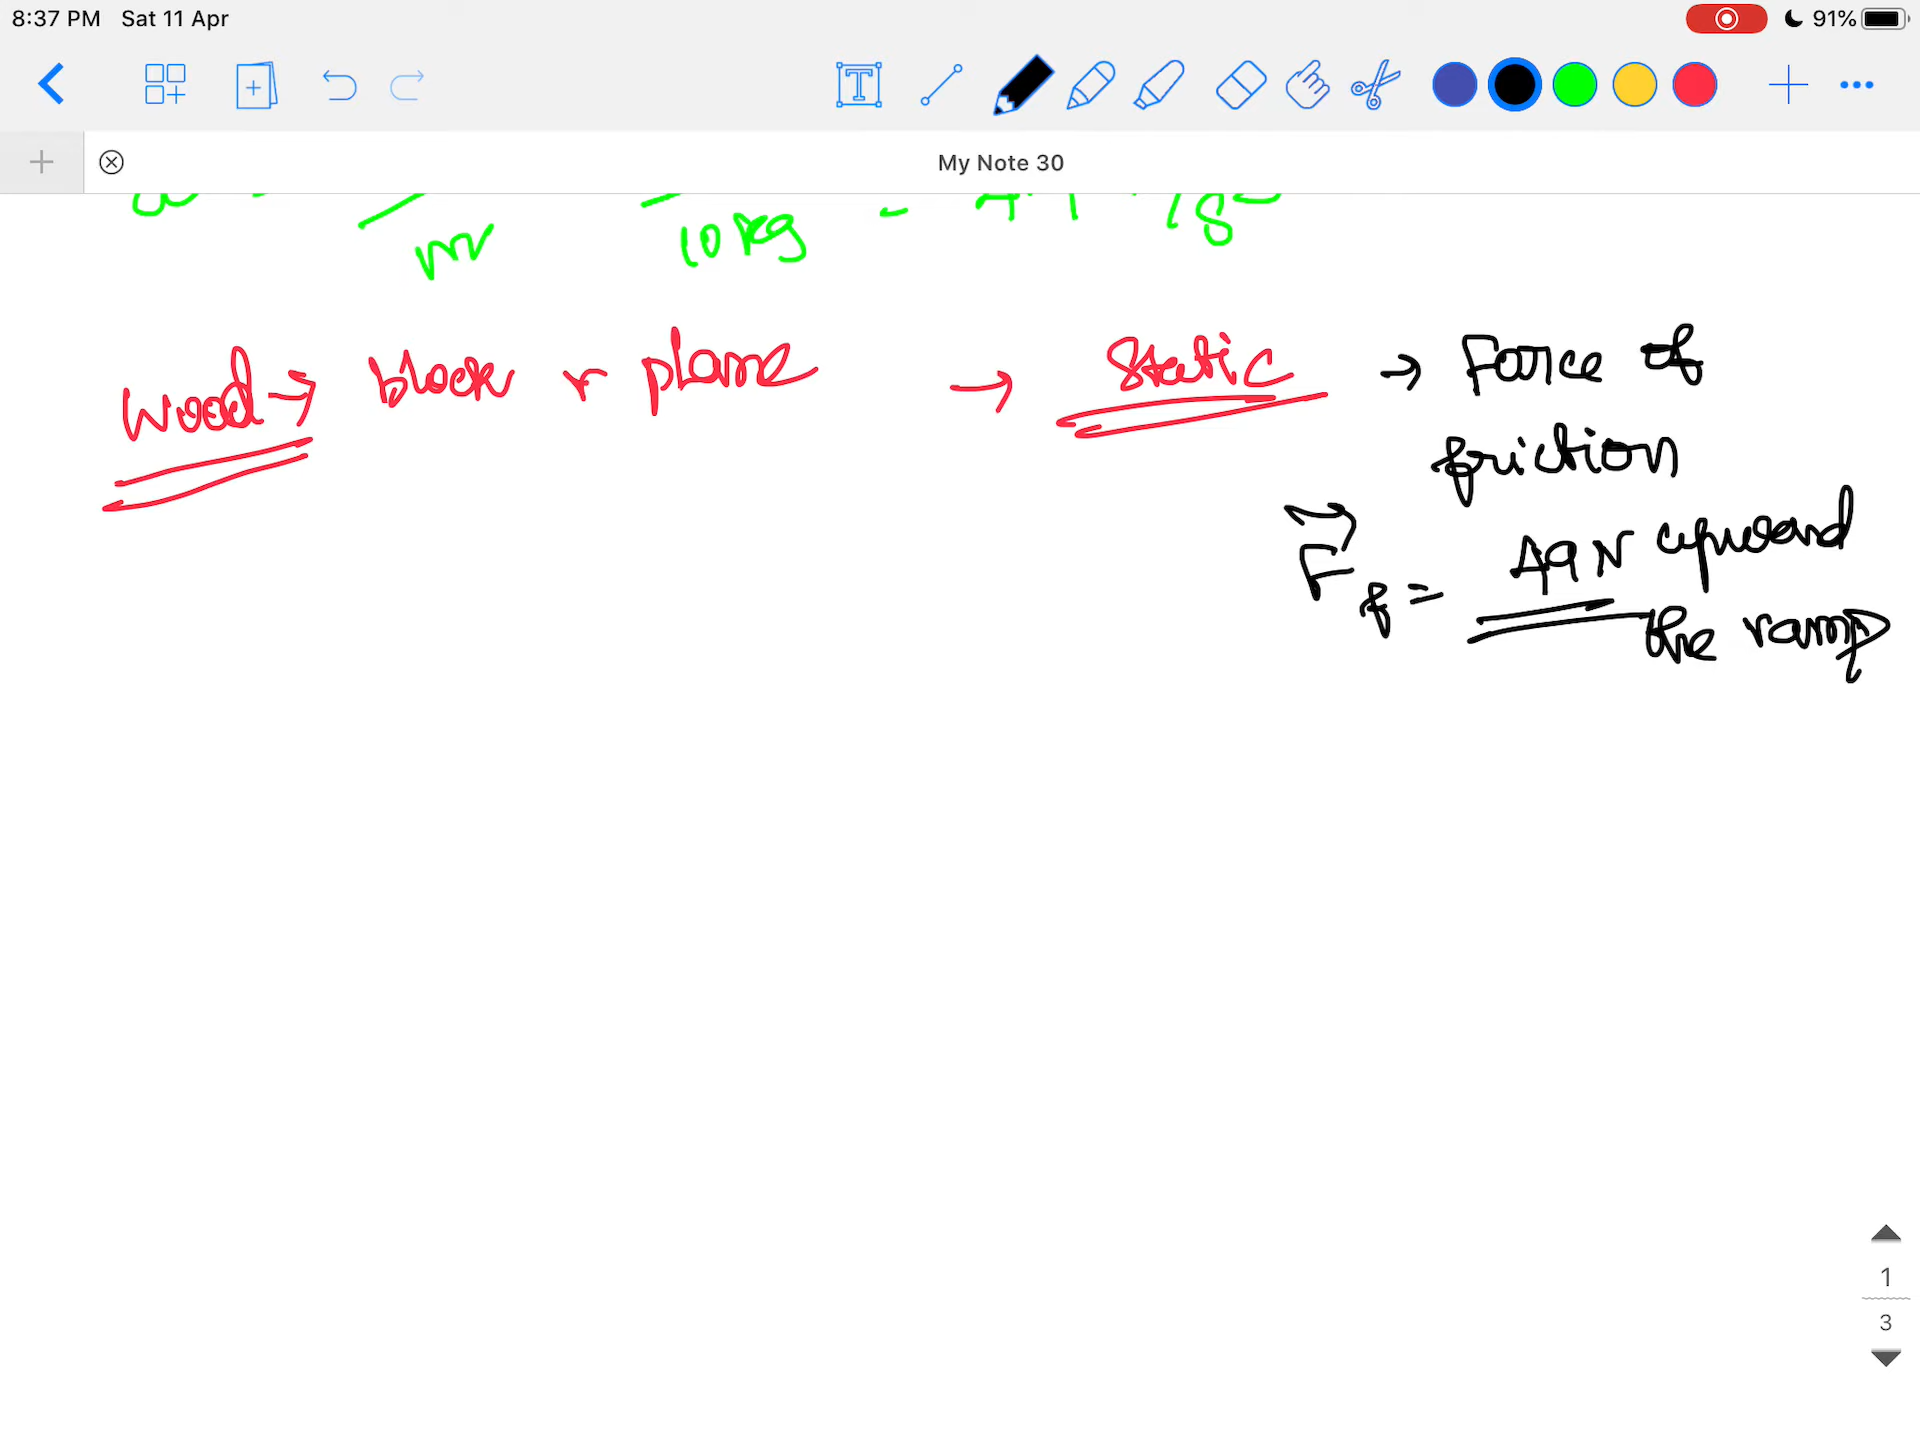 8:37 PM Sat 11 Apr 91%
My Note 30
m 10 kg
Wood → block r plane → Static → Force of
friction
F f = 49 N upward
the ramp
1
3